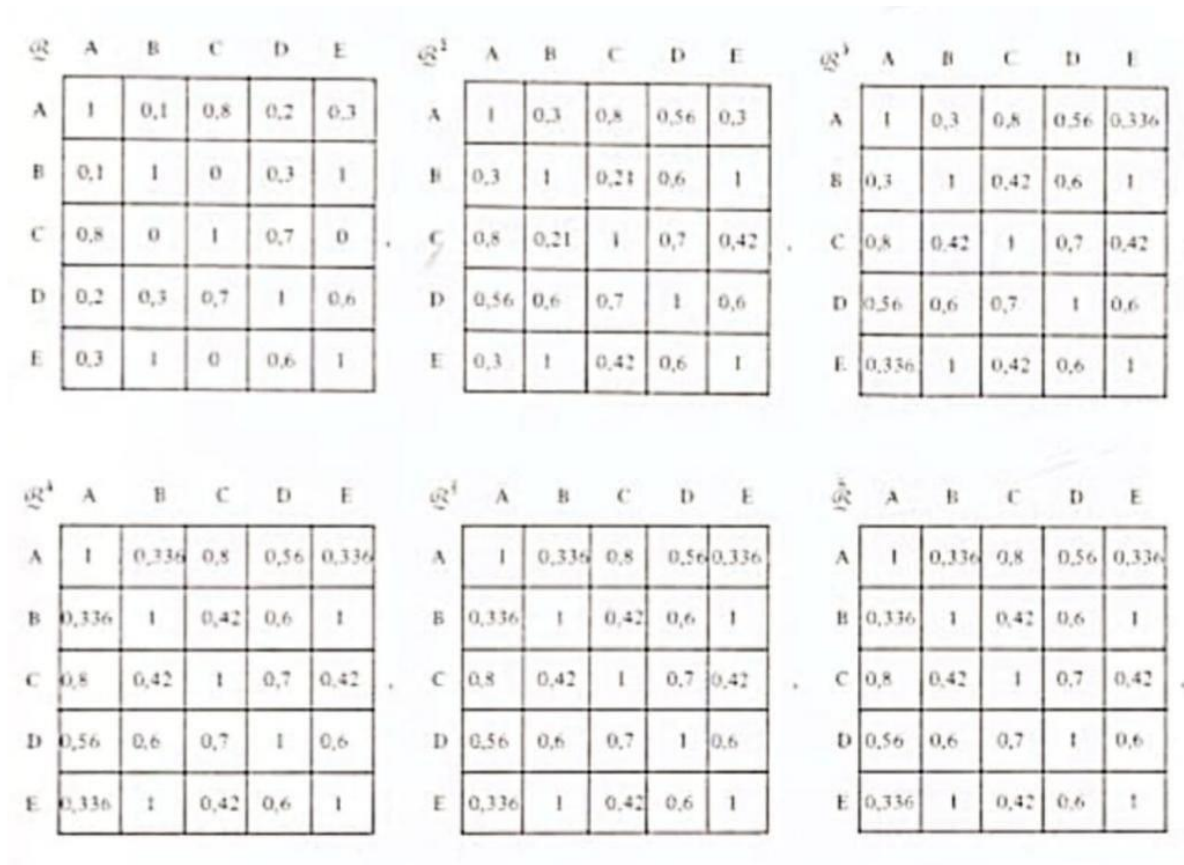 ℛ A B C D E ℛ² A B C D E ℛ³ A B C D E
A 1 0,1 0,8 0,2 0,3 A 1 0,3 0,8 0,56 0,3 A 1 0,3 0,8 0,56 0,336
B 0,1 1 0 0,3 1 B 0,3 1 0,21 0,6 1 B 0,3 1 0,42 0,6 1
C 0,8 0 1 0,7 0 , C 0,8 0,21 1 0,7 0,42 , C 0,8 0,42 1 0,7 0,42
D 0,2 0,3 0,7 1 0,6 D 0,56 0,6 0,7 1 0,6 D 0,56 0,6 0,7 1 0,6
E 0,3 1 0 0,6 1 E 0,3 1 0,42 0,6 1 E 0,336 1 0,42 0,6 1
ℛ⁴ A B C D E ℛ⁵ A B C D E ℛ̂ A B C D E
A 1 0,336 0,8 0,56 0,336 A 1 0,336 0,8 0,56 0,336 A 1 0,336 0,8 0,56 0,336
B 0,336 1 0,42 0,6 1 B 0,336 1 0,42 0,6 1 B 0,336 1 0,42 0,6 1
C 0,8 0,42 1 0,7 0,42 , C 0,8 0,42 1 0,7 0,42 , C 0,8 0,42 1 0,7 0,42 .
D 0,56 0,6 0,7 1 0,6 D 0,56 0,6 0,7 1 0,6 D 0,56 0,6 0,7 1 0,6
E 0,336 1 0,42 0,6 1 E 0,336 1 0,42 0,6 1 E 0,336 1 0,42 0,6 1